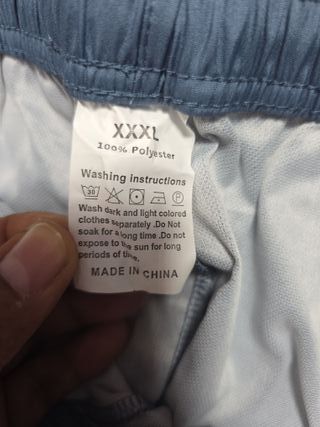 XXXL
100% Polyester
Washing instructions
30 P
Wash dark and light colored
clothes separately .Do not
soak for a long time .Do not
expose to the sun for long
periods of time.
MADE IN CHINA